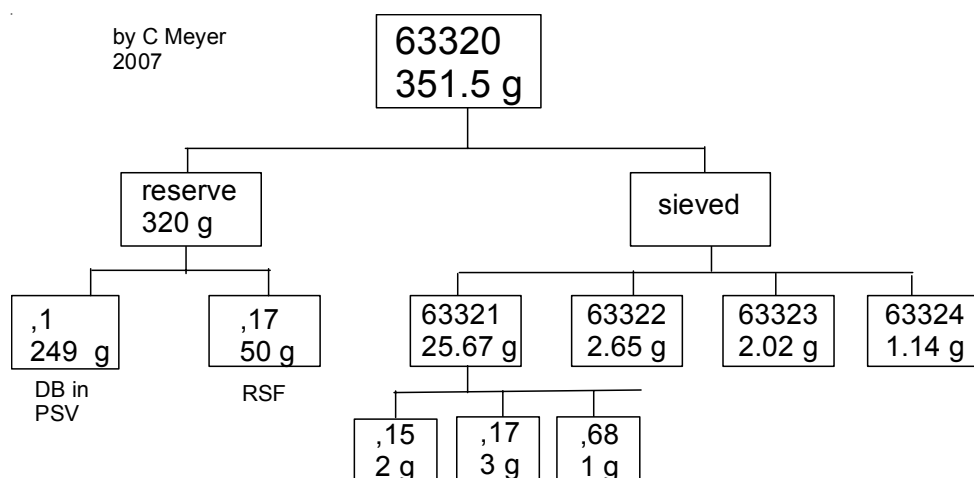 by C Meyer
2007
63320
351.5 g
reserve
320 g
sieved
,1
249 g
DB in
PSV
,17
50 g
RSF
63321
25.67 g
63322
2.65 g
63323
2.02 g
63324
1.14 g
,15
2 g
,17
3 g
,68
1 g